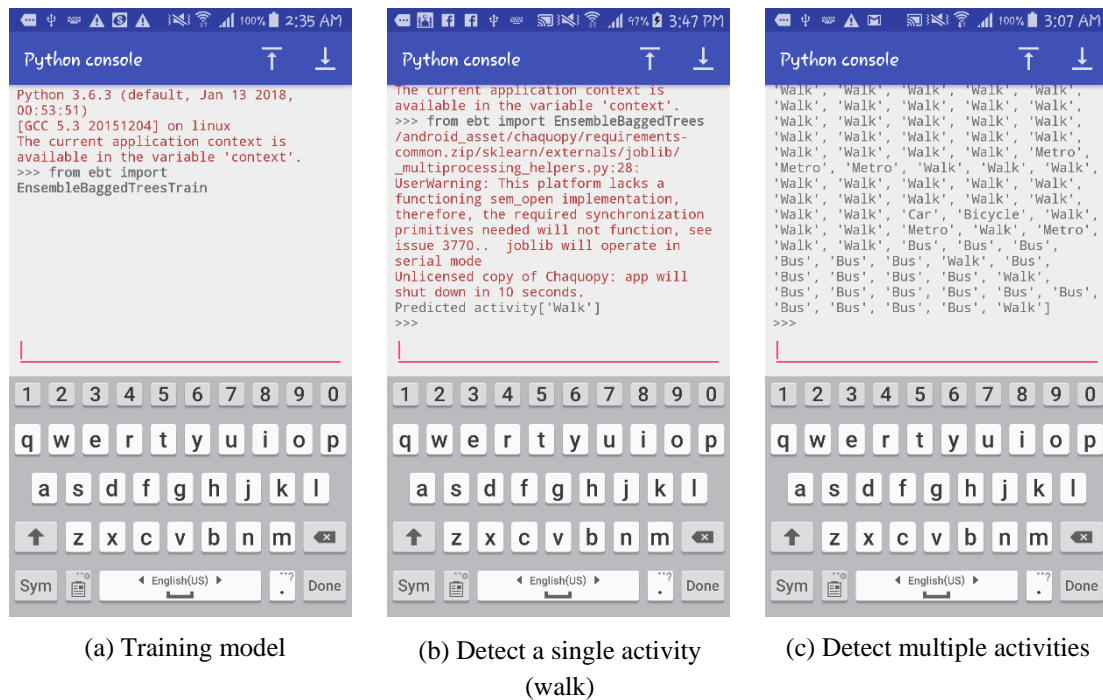 100% 2:35 AM
Python console
Python 3.6.3 (default, Jan 13 2018,
00:53:51)
[GCC 5.3 20151204] on linux
The current application context is
available in the variable 'context'.
>>> from ebt import
EnsembleBaggedTreesTrain
1 2 3 4 5 6 7 8 9 0
q w e r t y u i o p
a s d f g h j k l
z x c v b n m
Sym English(US) . Done
(a) Training model
97% 3:47 PM
Python console
The current application context is
available in the variable 'context'.
>>> from ebt import EnsembleBaggedTrees
/android_asset/chaquopy/requirements-
common.zip/sklearn/externals/joblib/
_multiprocessing_helpers.py:28:
UserWarning: This platform lacks a
functioning sem_open implementation,
therefore, the required synchronization
primitives needed will not function, see
issue 3770.. joblib will operate in
serial mode
Unlicensed copy of Chaquopy: app will
shut down in 10 seconds.
Predicted activity['Walk']
>>>
1 2 3 4 5 6 7 8 9 0
q w e r t y u i o p
a s d f g h j k l
z x c v b n m
Sym English(US) . Done
(b) Detect a single activity
(walk)
100% 3:07 AM
Python console
'Walk', 'Walk', 'Walk', 'Walk', 'Walk',
'Walk', 'Walk', 'Walk', 'Walk', 'Walk',
'Walk', 'Walk', 'Walk', 'Walk', 'Walk',
'Walk', 'Walk', 'Walk', 'Walk', 'Walk',
'Walk', 'Walk', 'Walk', 'Walk', 'Metro',
'Metro', 'Metro', 'Walk', 'Walk', 'Walk',
'Walk', 'Walk', 'Walk', 'Walk', 'Walk',
'Walk', 'Walk', 'Walk', 'Walk', 'Walk',
'Walk', 'Walk', 'Car', 'Bicycle', 'Walk',
'Walk', 'Walk', 'Metro', 'Walk', 'Metro',
'Walk', 'Walk', 'Bus', 'Bus', 'Bus',
'Bus', 'Bus', 'Bus', 'Walk', 'Bus',
'Bus', 'Bus', 'Bus', 'Bus', 'Walk',
'Bus', 'Bus', 'Bus', 'Bus', 'Bus', 'Bus',
'Bus', 'Bus', 'Bus', 'Bus', 'Walk']
>>>
1 2 3 4 5 6 7 8 9 0
q w e r t y u i o p
a s d f g h j k l
z x c v b n m
Sym English(US) . Done
(c) Detect multiple activities